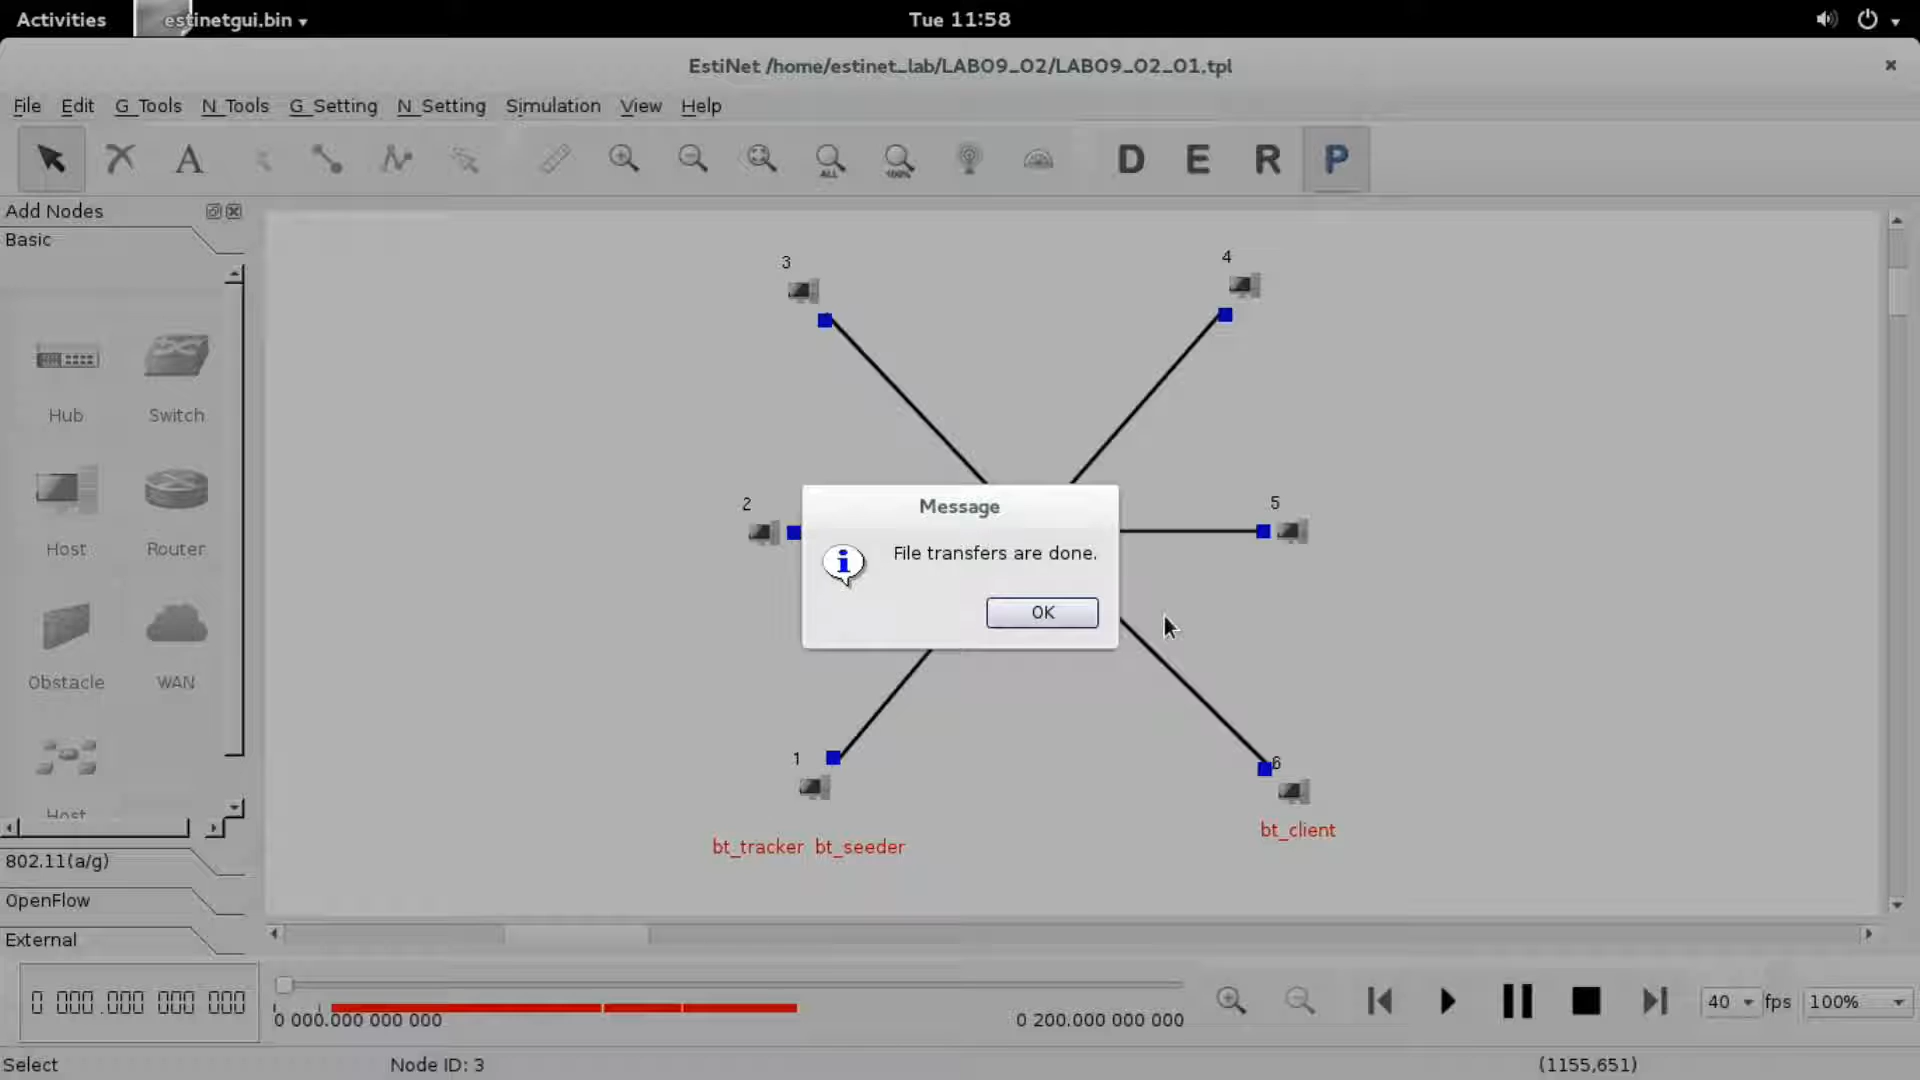 Activities estinetgui.bin Tue 11:58
EstiNet /home/estinet_lab/LAB09_02/LAB09_02_01.tpl
File Edit G_Tools N_Tools G_Setting N_Setting Simulation View Help
A ALL 100% D E R P
Add Nodes
Basic
Hub Switch
Host Router
Obstacle WAN
Host
802.11(a/g)
OpenFlow
External
3
4
2
5
1
6
Message
File transfers are done.
OK
bt_tracker bt_seeder
bt_client
0 000.000 000 000
0 000.000 000 000
0 200.000 000 000
40 fps 100%
Select Node ID: 3 (1155,651)